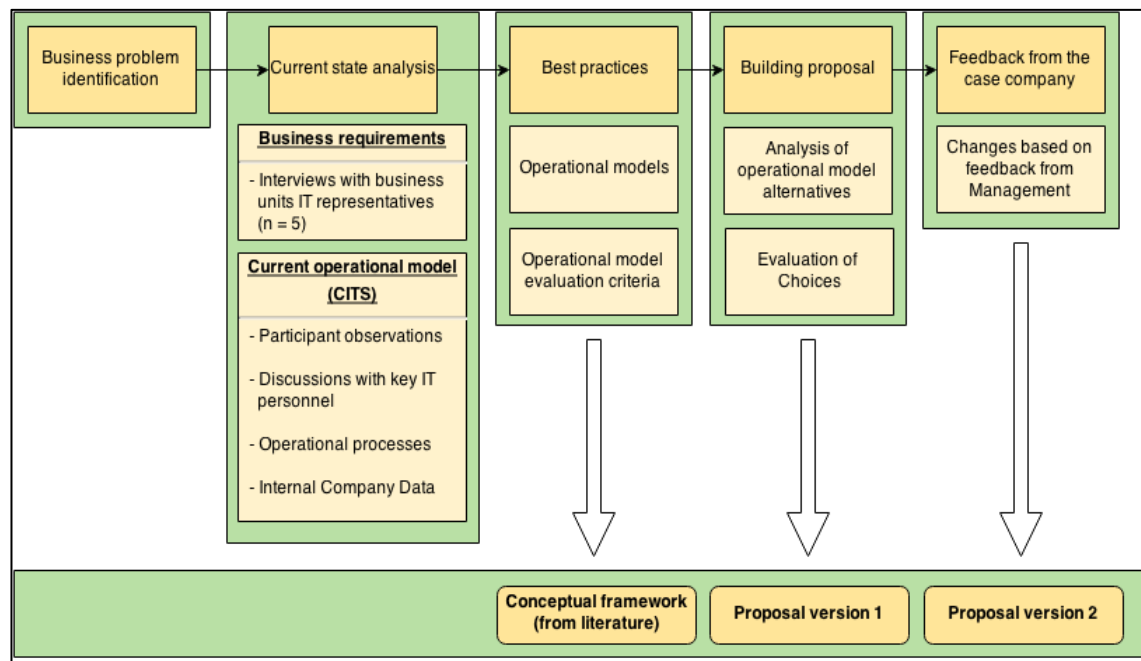 Business problem
identification
Current state analysis
Best practices
Building proposal
Feedback from the
case company
Business requirements
- Interviews with business
units IT representatives
(n = 5)
Current operational model
(CITS)
- Participant observations
- Discussions with key IT
personnel
- Operational processes
- Internal Company Data
Operational models
Operational model
evaluation criteria
Analysis of
operational model
alternatives
Evaluation of
Choices
Changes based on
feedback from
Management
Conceptual framework
(from literature)
Proposal version 1
Proposal version 2